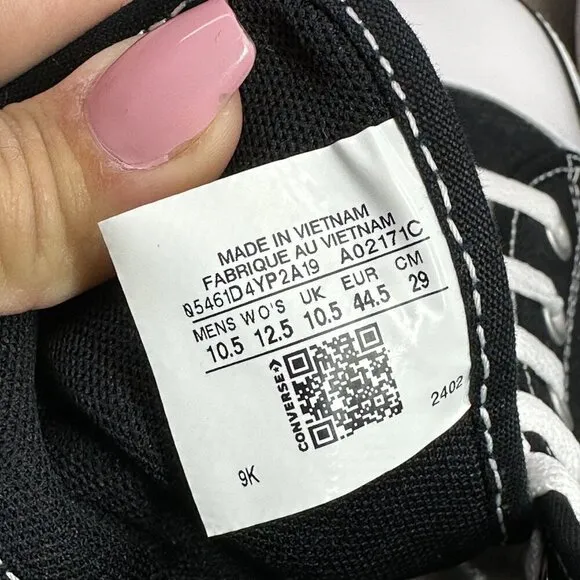 MADE IN VIETNAM
FABRIQUE AU VIETNAM
05461D4YP2A19 A02171C
MENS WO'S UK EUR CM
10.5 12.5 10.5 44.5 29
CONVERSE
2402
9K